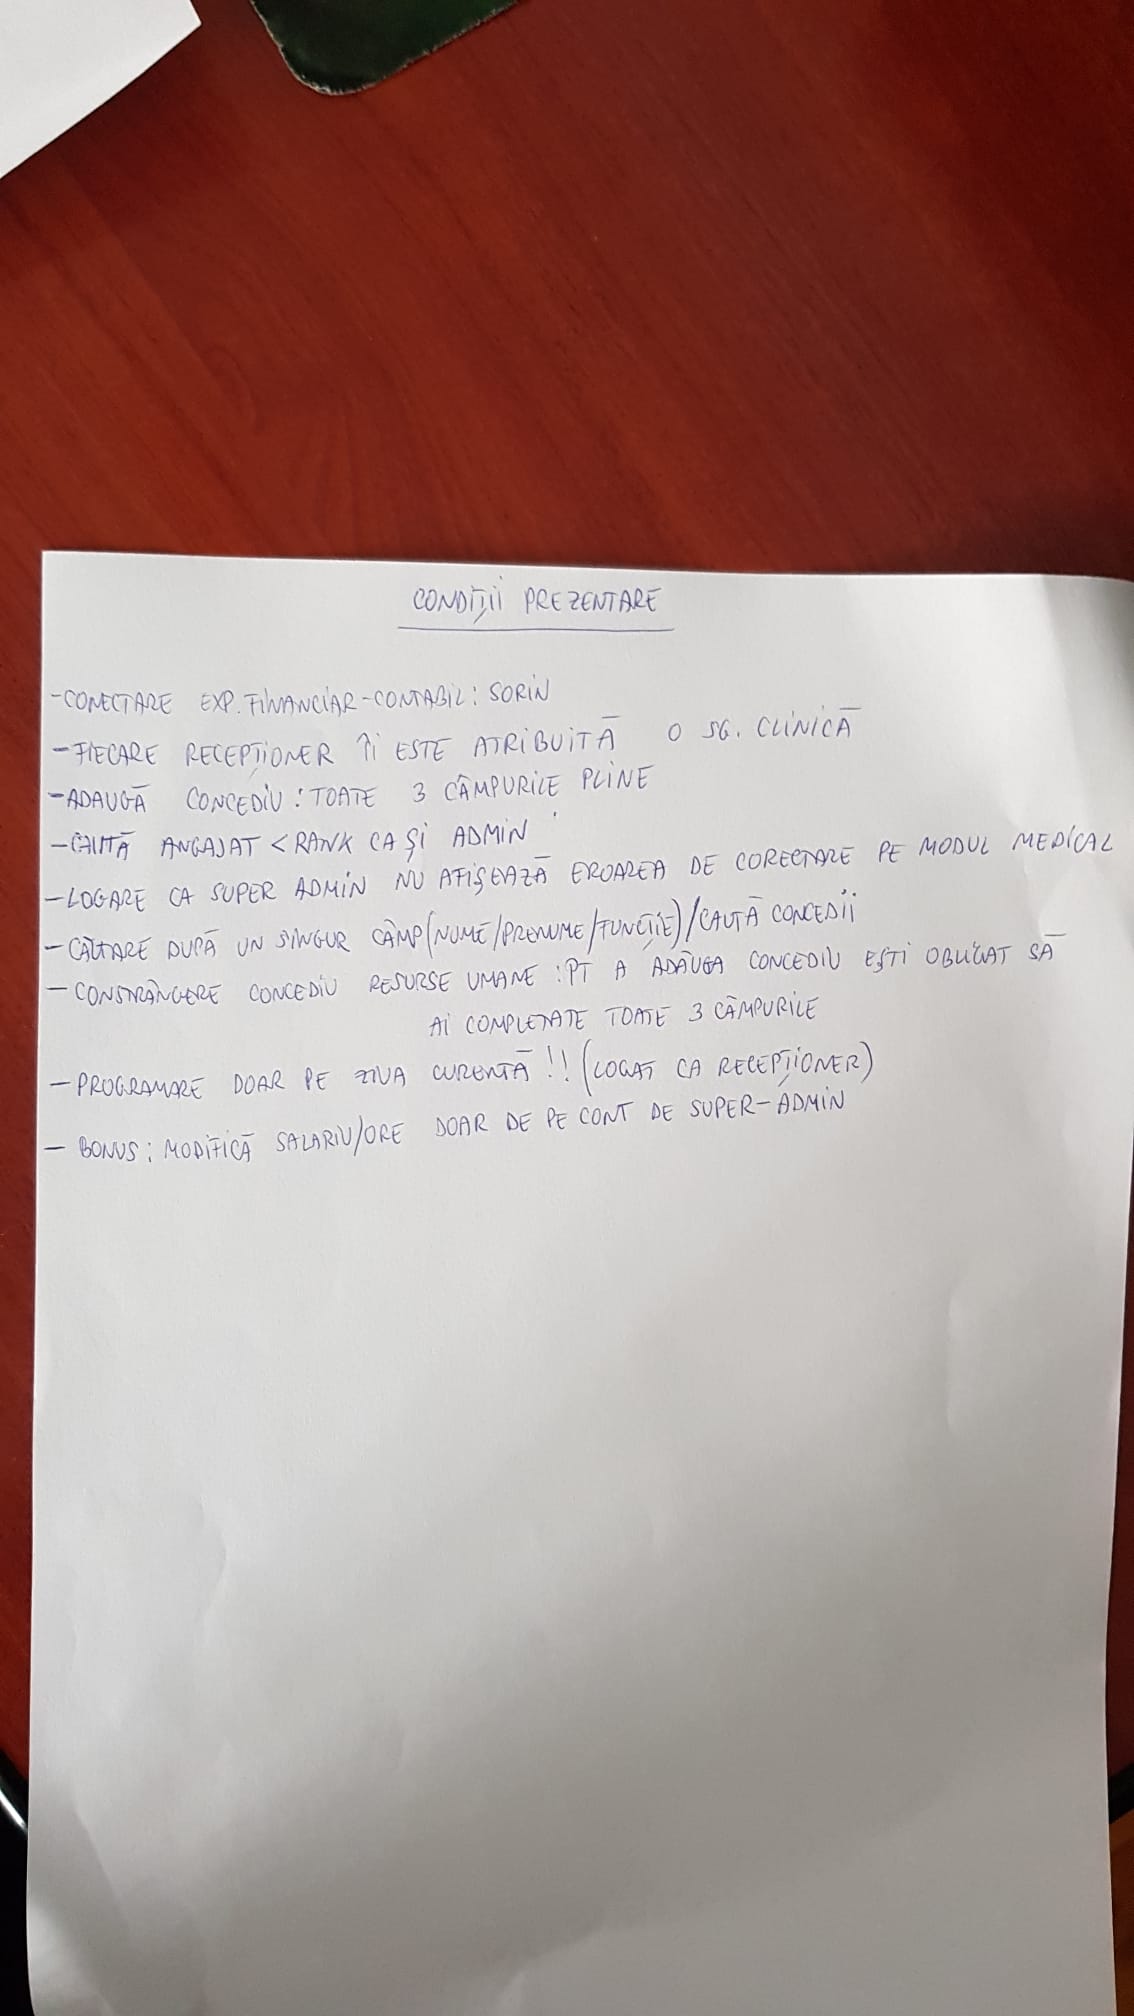 CONDIȚII PREZENTARE
-CONECTARE EXP. FINANCIAR-CONTABIL: SORIN
-FIECARE RECEPȚIONER ÎI ESTE ATRIBUITĂ O SG. CLINICĂ
-ADAUGĂ CONCEDIU: TOATE 3 CÂMPURILE PLINE
-CAUTĂ ANGAJAT < RANK CA ȘI ADMIN
-LOGARE CA SUPER ADMIN NU AFIȘEAZĂ EROAREA DE CORECTARE PE MODUL MEDICAL
-CĂUTARE DUPĂ UN SINGUR CÂMP (NUME/PRENUME/FUNCȚIE)/CAUTĂ CONCEDII
- CONSTRÂNGERE CONCEDIU RESURSE UMANE: PT A ADĂUGA CONCEDIU EȘTI OBLIGAT SĂ
AI COMPLETATE TOATE 3 CÂMPURILE
-PROGRAMARE DOAR PE ZIUA CURENTĂ!! (LOGAT CA RECEPȚIONER)
- BONUS: MODIFICĂ SALARIU/ORE DOAR DE PE CONT DE SUPER-ADMIN